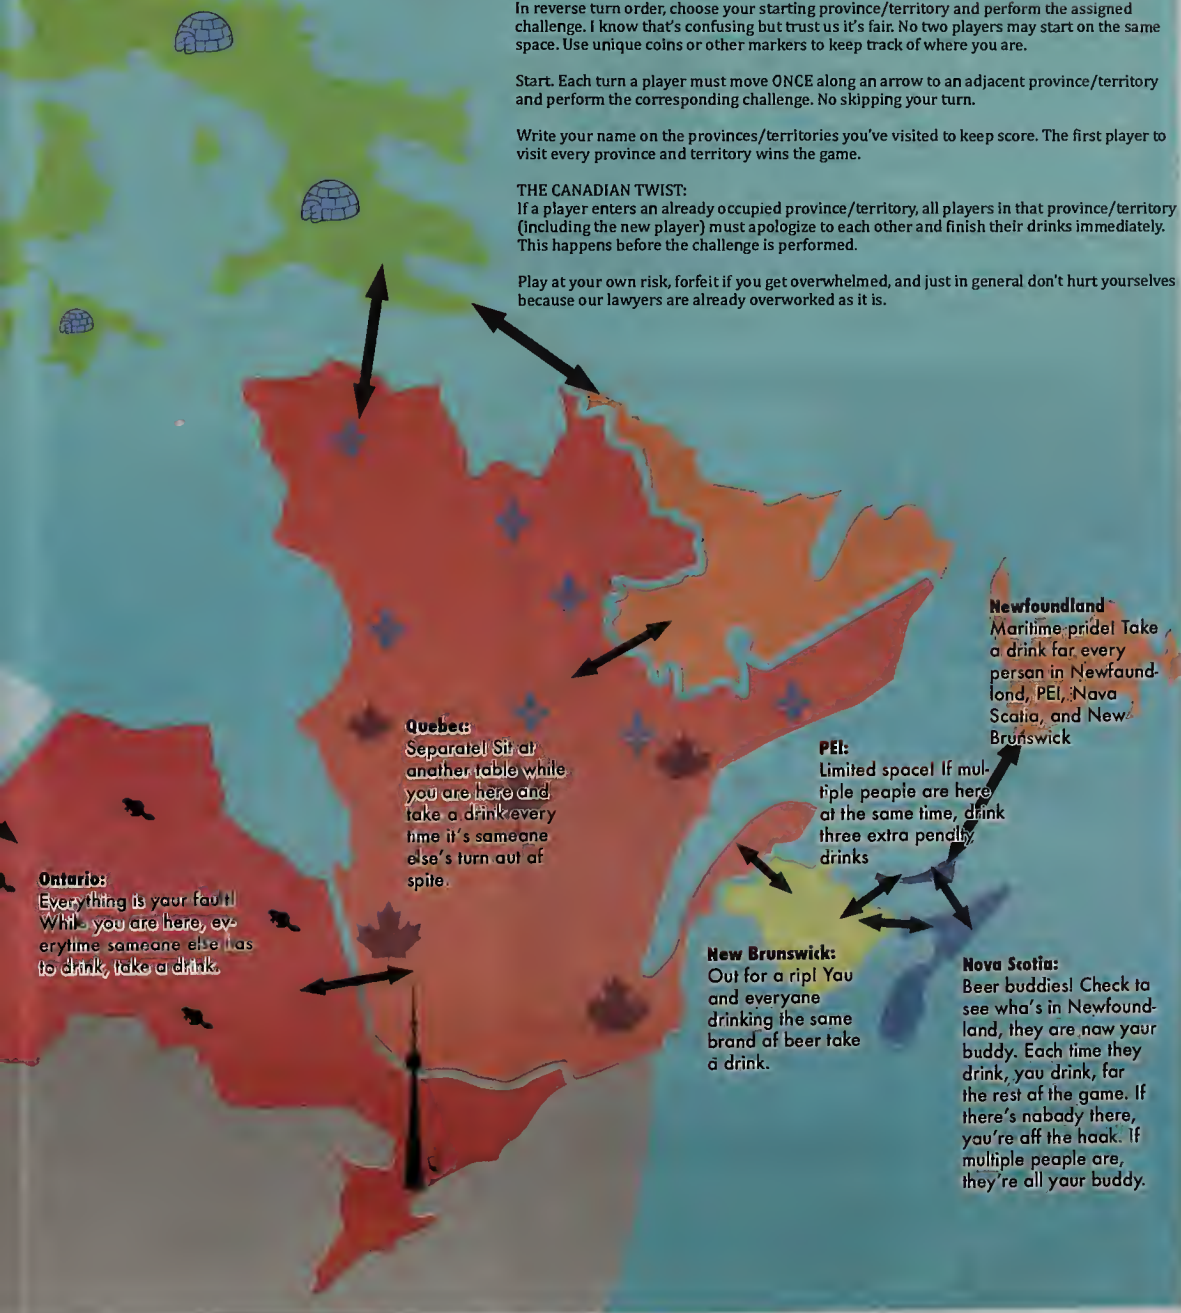 In reverse turn order, choose your starting province/territory and perform the assigned
challenge. I know that's confusing but trust us it's fair. No two players may start on the same
space. Use unique coins or other markers to keep track of where you are.
Start. Each turn a player must move ONCE along an arrow to an adjacent province/territory
and perform the corresponding challenge. No skipping your turn.
Write your name on the provinces/territories you've visited to keep score. The first player to
visit every province and territory wins the game.
THE CANADIAN TWIST:
If a player enters an already occupied province/territory, all players in that province/territory
(including the new player) must apologize to each other and finish their drinks immediately.
This happens before the challenge is performed.
Play at your own risk, forfeit if you get overwhelmed, and just in general don't hurt yourselves
because our lawyers are already overworked as it is.
Newfoundland
Maritime pride! Take
a drink for every
person in Newfound-
land, PEI, Nova
Scotia, and New
Brunswick
Quebec:
Separate! Sit at
another table while
you are here and
take a drink every
time it's someone
else's turn out of
spite.
PEI:
Limited space! If mul-
tiple people are here
at the same time, drink
three extra penalty
drinks
Ontario:
Everything is your fault!
While you are here, ev-
erytime someone else has
to drink, take a drink.
New Brunswick:
Out for a rip! You
and everyone
drinking the same
brand of beer take
a drink.
Nova Scotia:
Beer buddies! Check to
see who's in Newfound-
land, they are now your
buddy. Each time they
drink, you drink, for
the rest of the game. If
there's nobody there,
you're off the hook. If
multiple people are,
they're all your buddy.